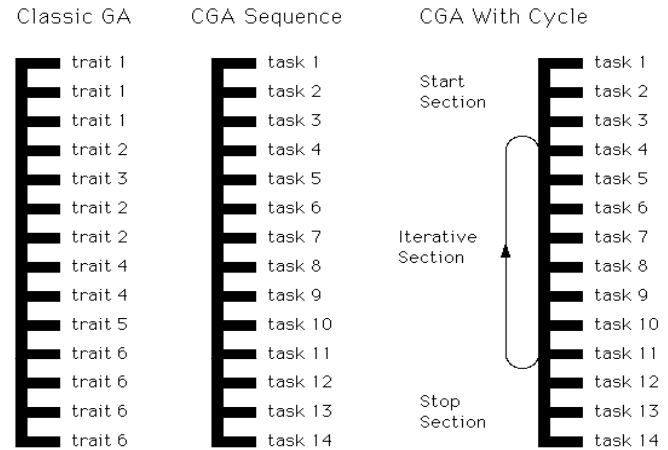 Classic GA
trait 1
trait 1
trait 1
trait 2
trait 3
trait 2
trait 2
trait 4
trait 4
trait 5
trait 6
trait 6
trait 6
trait 6
CGA Sequence
task 1
task 2
task 3
task 4
task 5
task 6
task 7
task 8
task 9
task 10
task 11
task 12
task 13
task 14
CGA With Cycle
Start
Section
Iterative
Section
Stop
Section
task 1
task 2
task 3
task 4
task 5
task 6
task 7
task 8
task 9
task 10
task 11
task 12
task 13
task 14